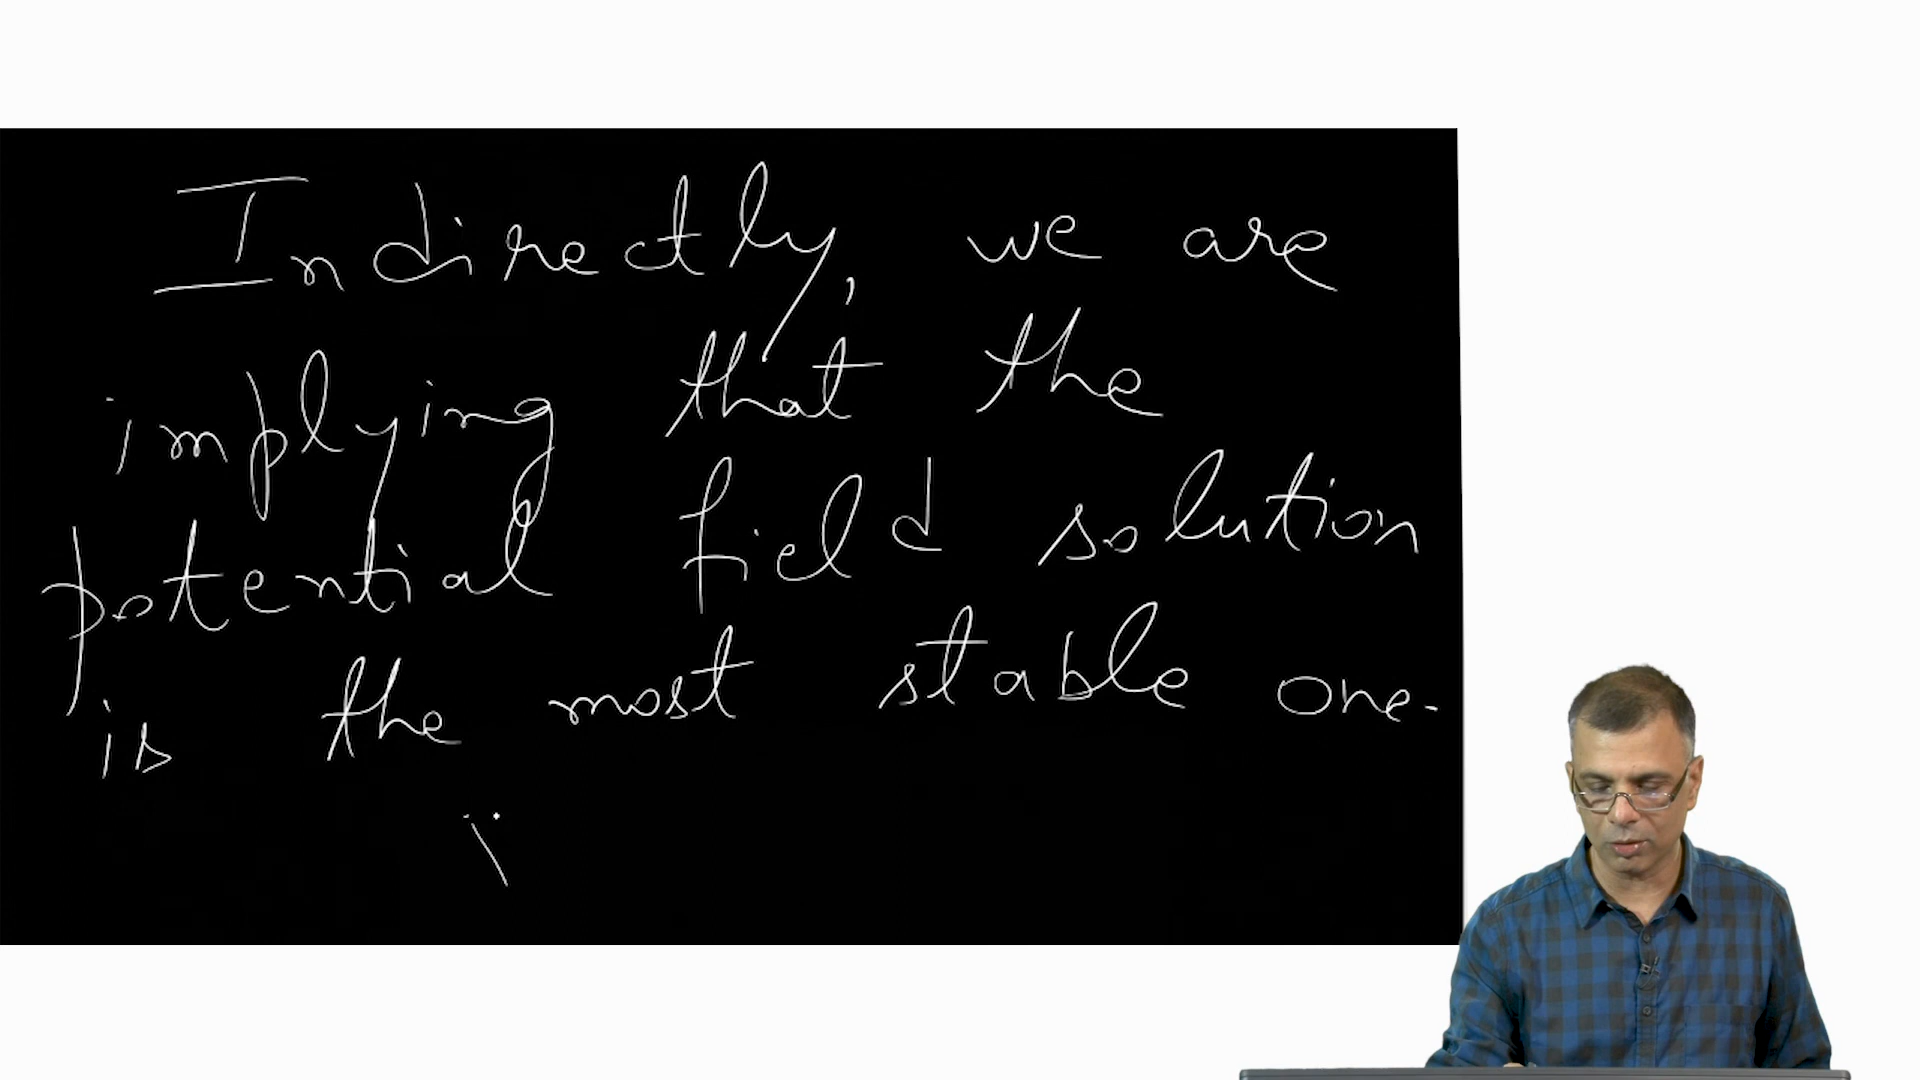 Indirectly, we are
implying that the
potential field solution
is the most stable one.